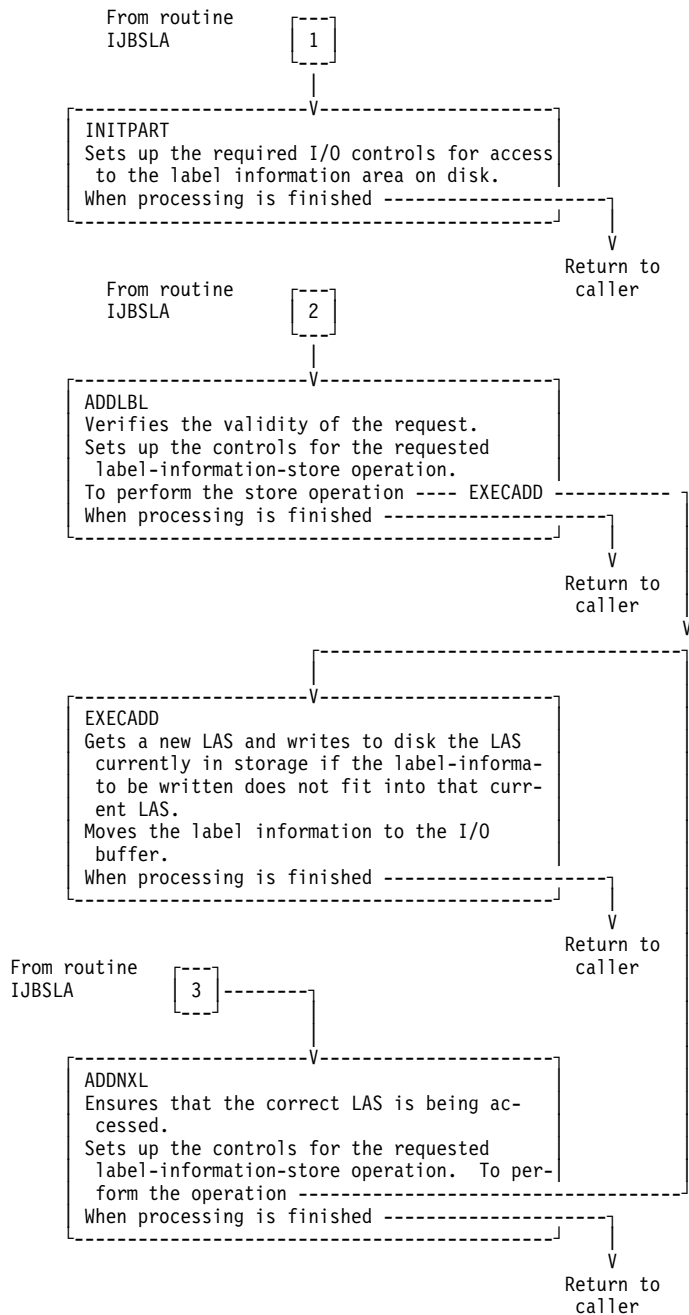 From routine
IJBSLA
1
INITPART
Sets up the required I/O controls for access
to the label information area on disk.
When processing is finished
Return to
caller
From routine
IJBSLA
2
ADDLBL
Verifies the validity of the request.
Sets up the controls for the requested
label-information-store operation.
To perform the store operation ---- EXECADD
When processing is finished
Return to
caller
EXECADD
Gets a new LAS and writes to disk the LAS
currently in storage if the label-informa-
to be written does not fit into that curr-
ent LAS.
Moves the label information to the I/O
buffer.
When processing is finished
Return to
caller
From routine
IJBSLA
3
ADDNXL
Ensures that the correct LAS is being ac-
cessed.
Sets up the controls for the requested
label-information-store operation. To per-
form the operation
When processing is finished
Return to
caller